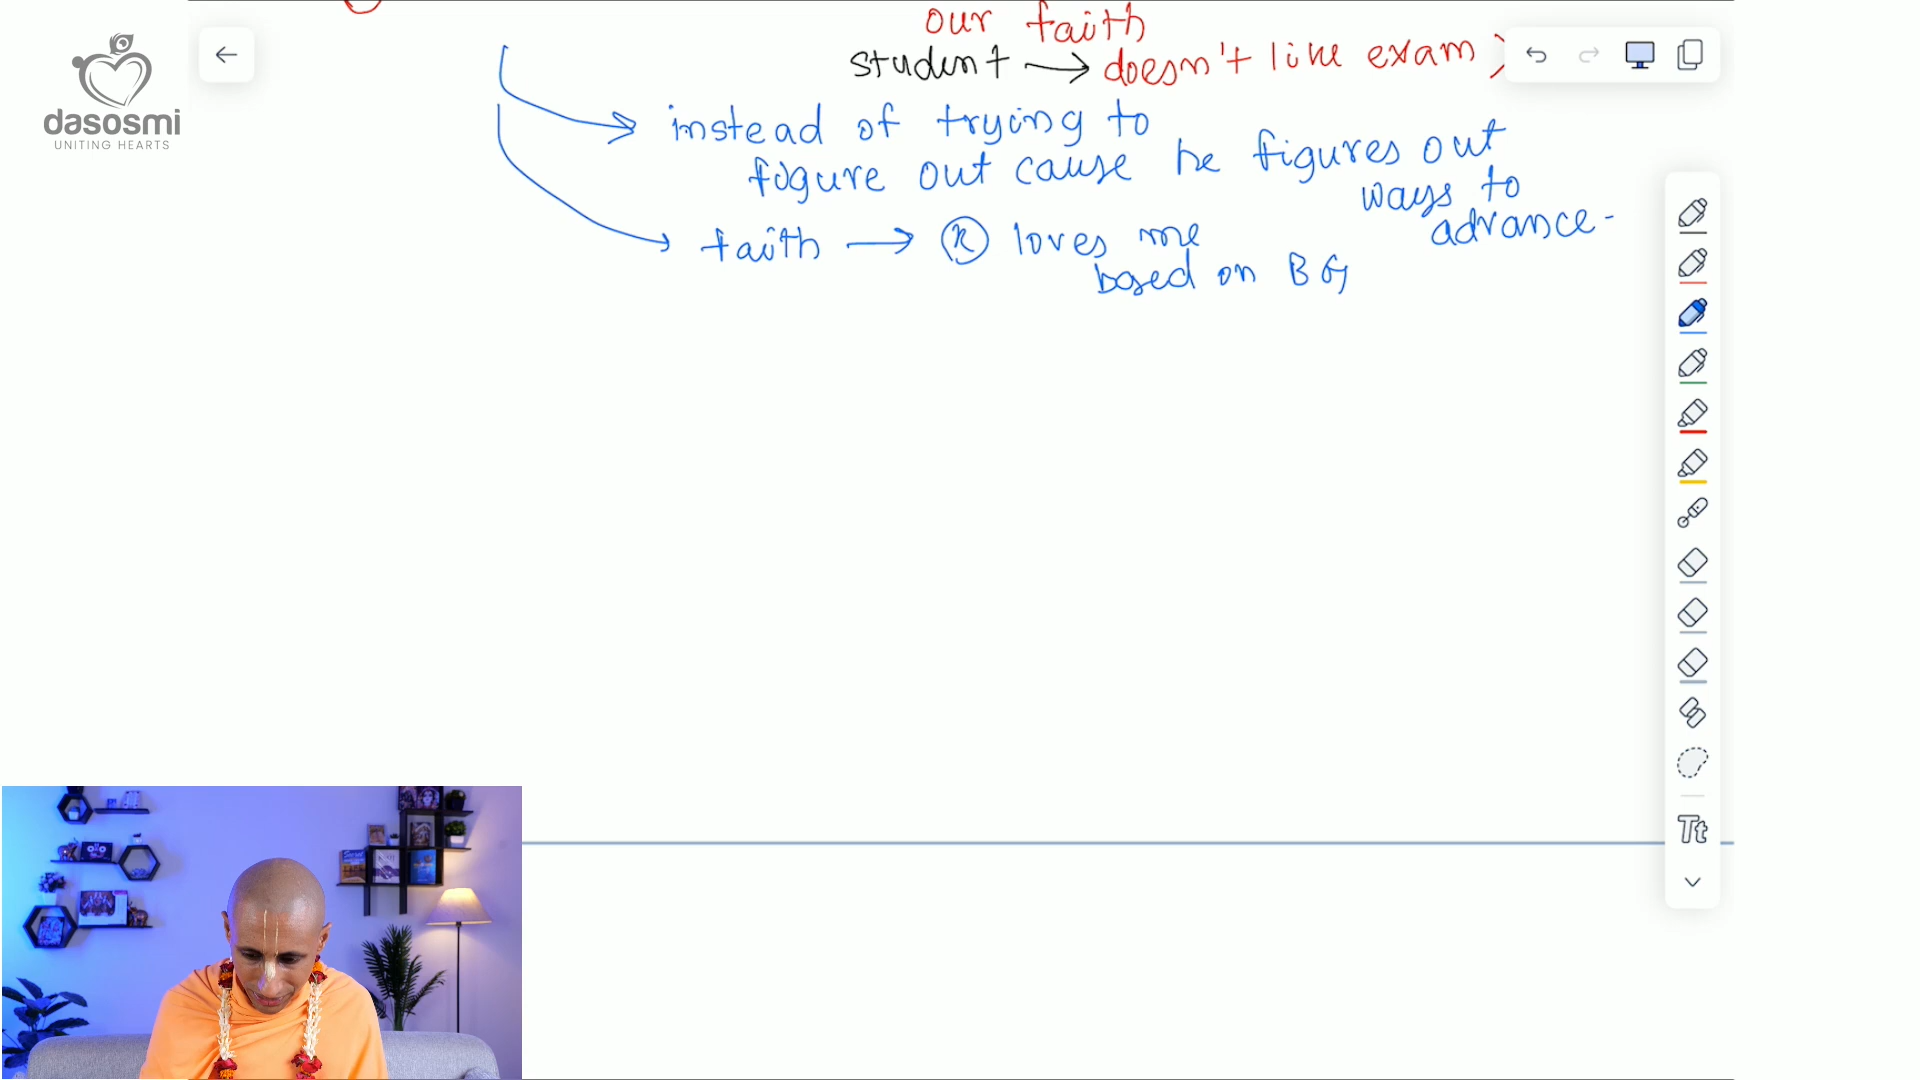 dasosmi
UNITING HEARTS
our faith
student → doesn't like exam
instead of trying to
figure out cause he figures out
ways to
advance -
faith → K loves me
based on BG
Tt